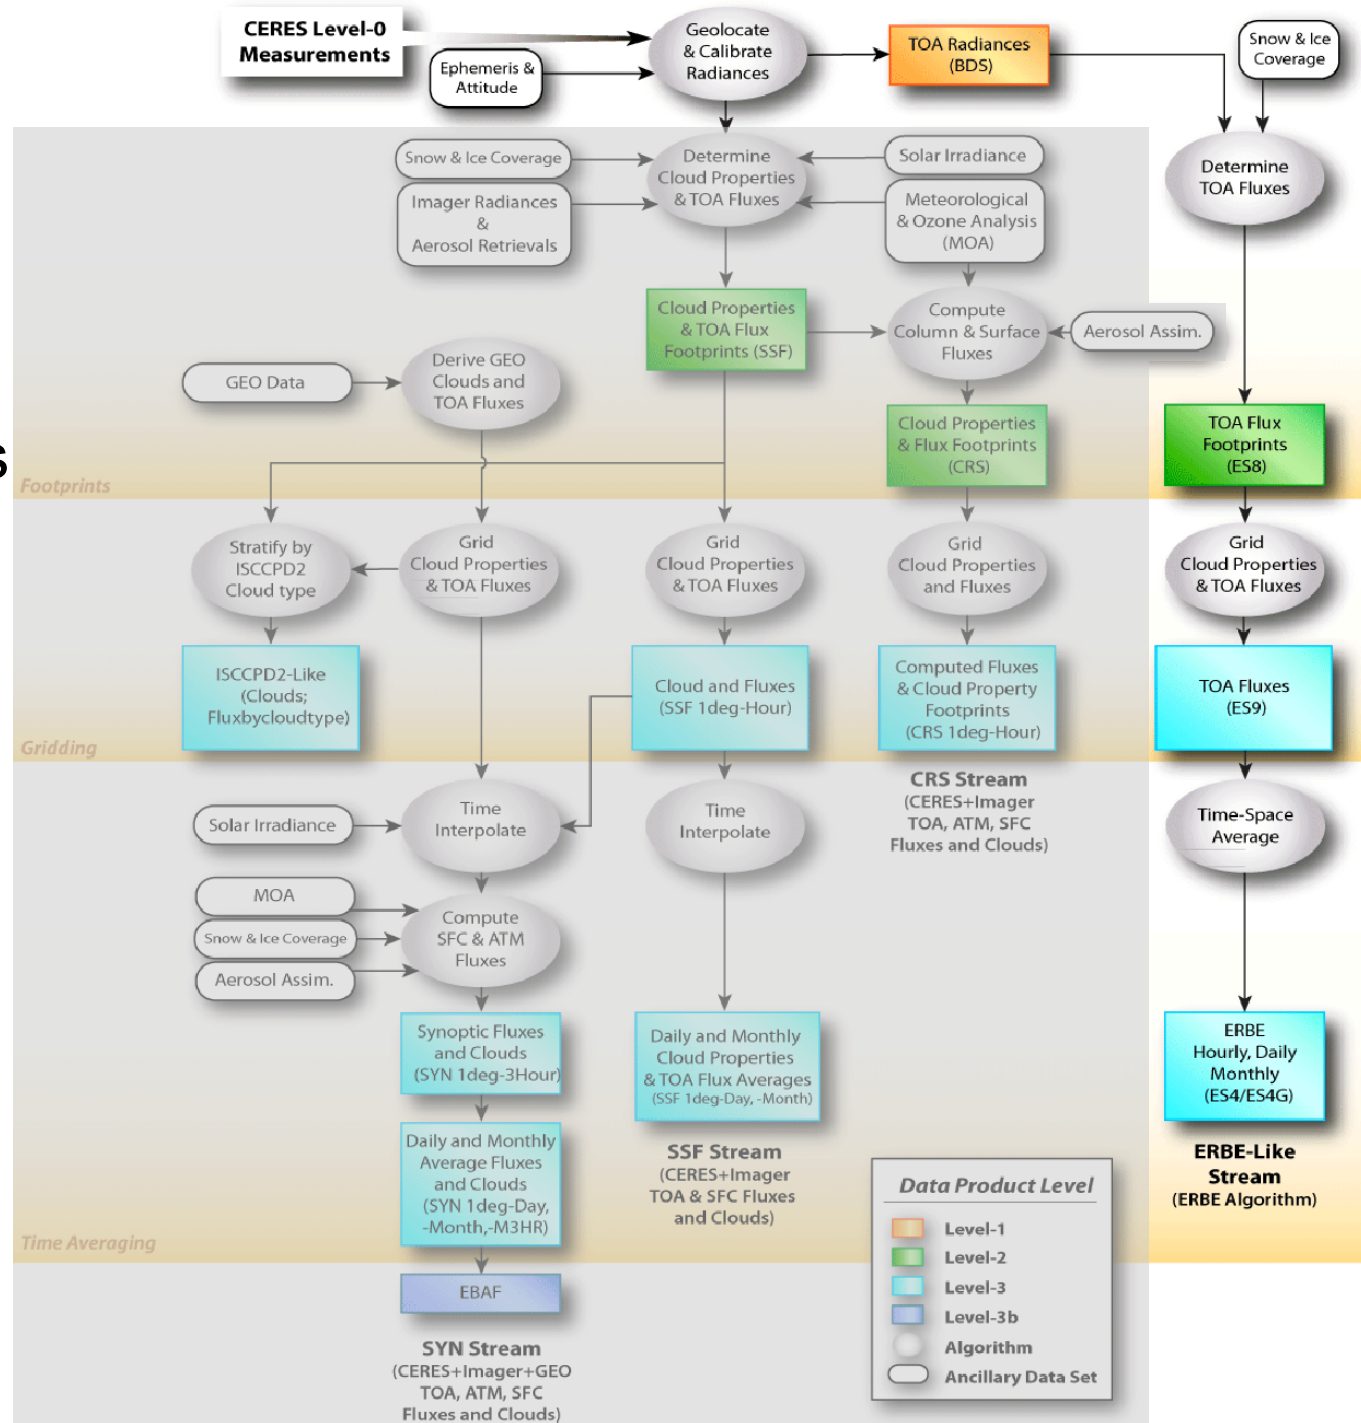 CERES Level-0
Measurements
Ephemeris &
Attitude
Geolocate
& Calibrate
Radiances
TOA Radiances
(BDS)
Snow & Ice
Coverage
Snow & Ice Coverage
Imager Radiances
&
Aerosol Retrievals
Determine
Cloud Properties
& TOA Fluxes
Solar Irradiance
Meteorological
& Ozone Analysis
(MOA)
Determine
TOA Fluxes
Cloud Properties
& TOA Flux
Footprints (SSF)
Compute
Column & Surface
Fluxes
Aerosol Assim.
GEO Data
Derive GEO
Clouds and
TOA Fluxes
Cloud Properties
& Flux Footprints
(CRS)
TOA Flux
Footprints
(ES8)
s
Footprints
Stratify by
ISCCPD2
Cloud type
Grid
Cloud Properties
& TOA Fluxes
Grid
Cloud Properties
& TOA Fluxes
Grid
Cloud Properties
and Fluxes
Grid
Cloud Properties
& TOA Fluxes
ISCCPD2-Like
(Clouds;
Fluxbycloudtype)
Cloud and Fluxes
(SSF 1deg-Hour)
Computed Fluxes
& Cloud Property
Footprints
(CRS 1deg-Hour)
TOA Fluxes
(ES9)
Gridding
CRS Stream
(CERES+Imager
TOA, ATM, SFC
Fluxes and Clouds)
Solar Irradiance
Time
Interpolate
Time
Interpolate
Time-Space
Average
MOA
Snow & Ice Coverage
Aerosol Assim.
Compute
SFC & ATM
Fluxes
Synoptic Fluxes
and Clouds
(SYN 1deg-3Hour)
Daily and Monthly
Cloud Properties
& TOA Flux Averages
(SSF 1deg-Day, -Month)
ERBE
Hourly, Daily
Monthly
(ES4/ES4G)
Daily and Monthly
Average Fluxes
and Clouds
(SYN 1deg-Day,
-Month,-M3HR)
SSF Stream
(CERES+Imager
TOA & SFC Fluxes
and Clouds)
ERBE-Like
Stream
(ERBE Algorithm)
Time Averaging
EBAF
SYN Stream
(CERES+Imager+GEO
TOA, ATM, SFC
Fluxes and Clouds)
Data Product Level
Level-1
Level-2
Level-3
Level-3b
Algorithm
Ancillary Data Set